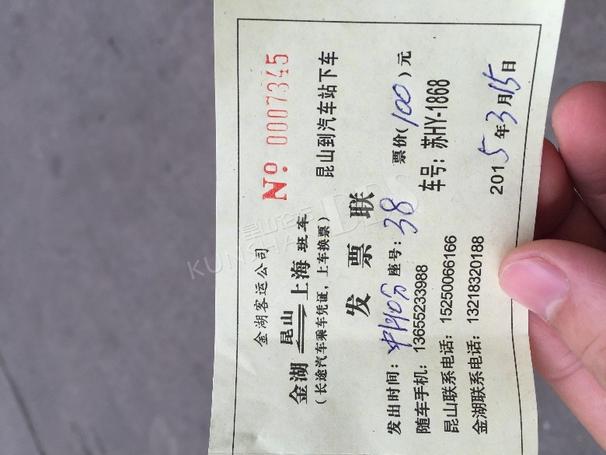 金湖客运公司 № 0007345
金湖 昆山 上海 班车
(长途汽车乘车凭证，上车换票) 昆山到汽车站下车
发 票 联
发出时间: 分 座号: 38 票价(100)元
随车手机: 13655233988 车号: 苏HY-1868
昆山联系电话: 15250066166
金湖联系电话: 13218320188 2015年3月15日